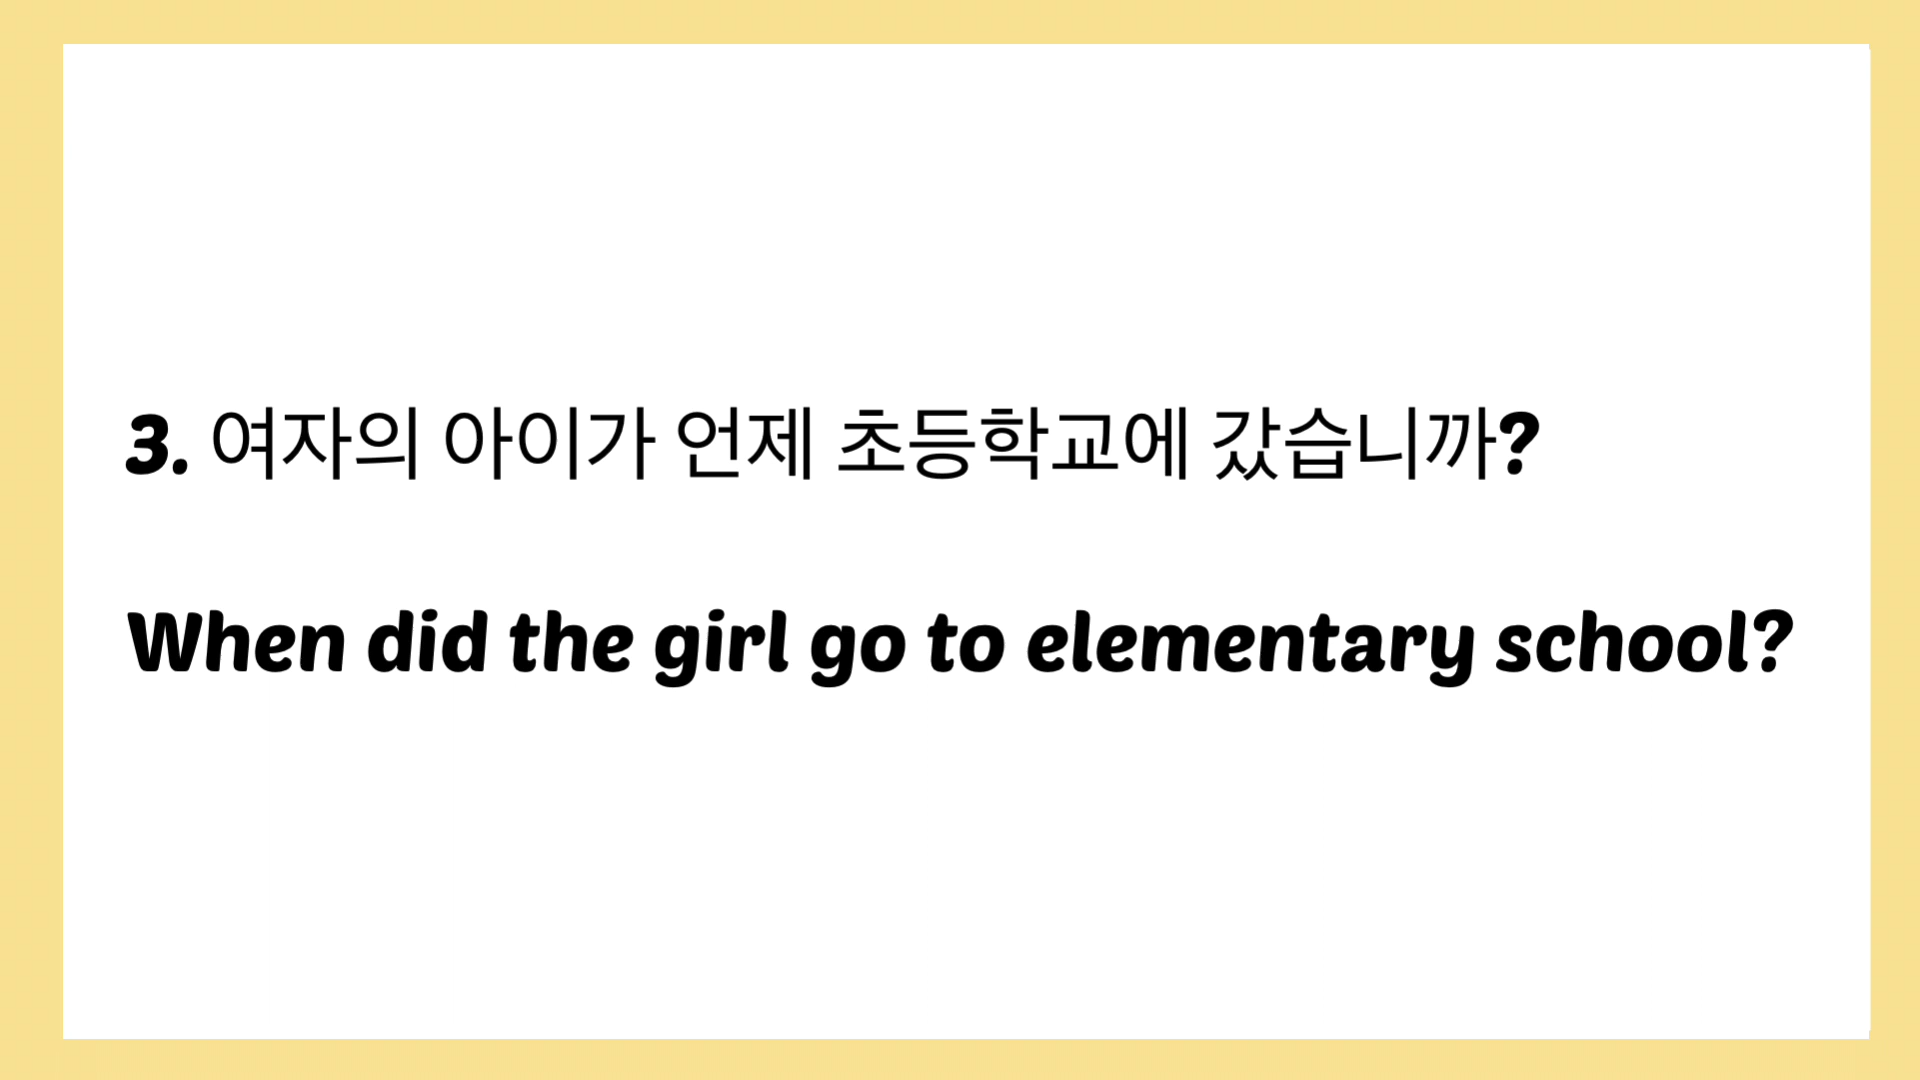 3. 여자의 아이가 언제 초등학교에 갔습니까?
When did the girl go to elementary school?